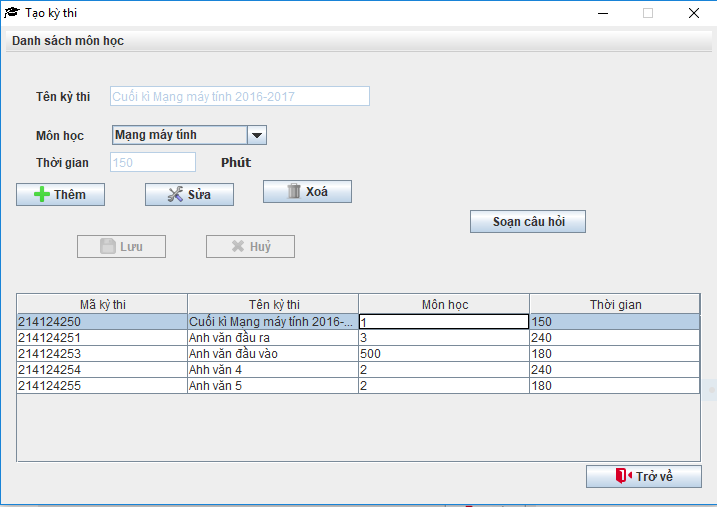 Tạo kỳ thi
Danh sách môn học
Tên kỳ thi Cuối kì Mạng máy tính 2016-2017
Môn học Mạng máy tính
Thời gian 150 Phút
Thêm Sửa Xoá
Soạn câu hỏi
Lưu Huỷ
Mã kỳ thi Tên kỳ thi Môn học Thời gian
214124250 Cuối kì Mạng máy tính 2016-... 1 150
214124251 Anh văn đầu ra 3 240
214124253 Anh văn đầu vào 500 180
214124254 Ahh văn 4 2 240
214124255 Anh văn 5 2 180
Trở về